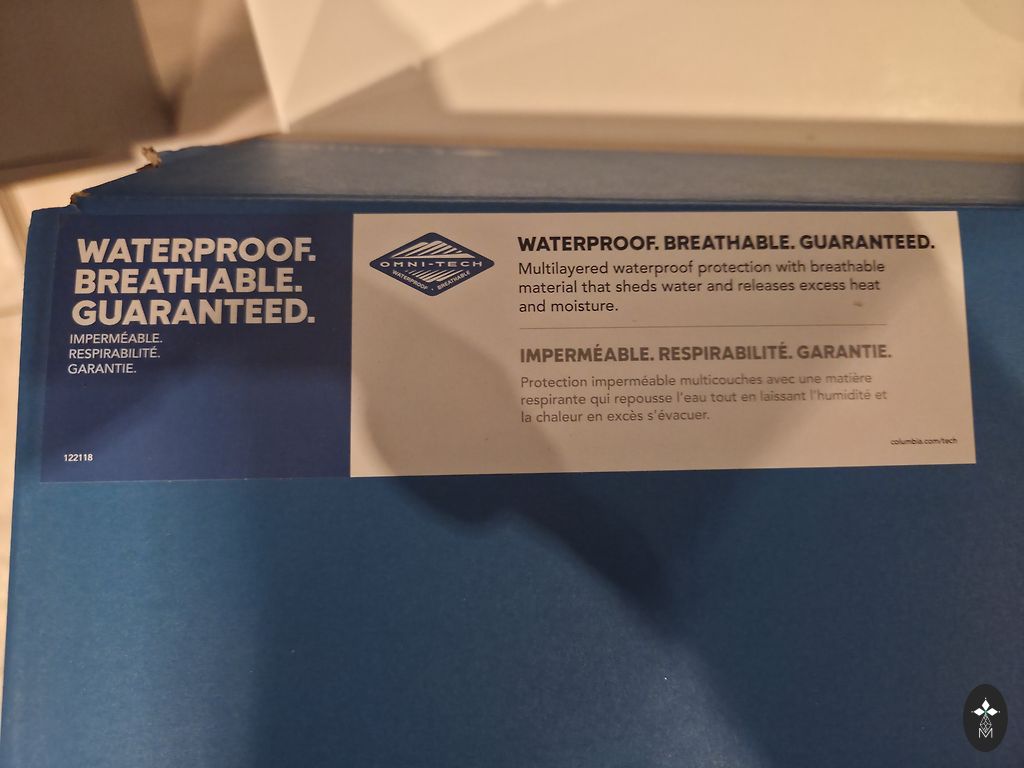 WATERPROOF.
BREATHABLE.
GUARANTEED.
IMPERMÉABLE.
RESPIRABILITÉ.
GARANTIE.
122118
OMNI-TECH
WATERPROOF · BREATHABLE
WATERPROOF. BREATHABLE. GUARANTEED.
Multilayered waterproof protection with breathable
material that sheds water and releases excess heat
and moisture.
IMPERMÉABLE. RESPIRABILITÉ. GARANTIE.
Protection imperméable multicouches avec une matière
respirante qui repousse l'eau tout en laissant l'humidité et
la chaleur en excès s'évacuer.
columbia.com/tech
M